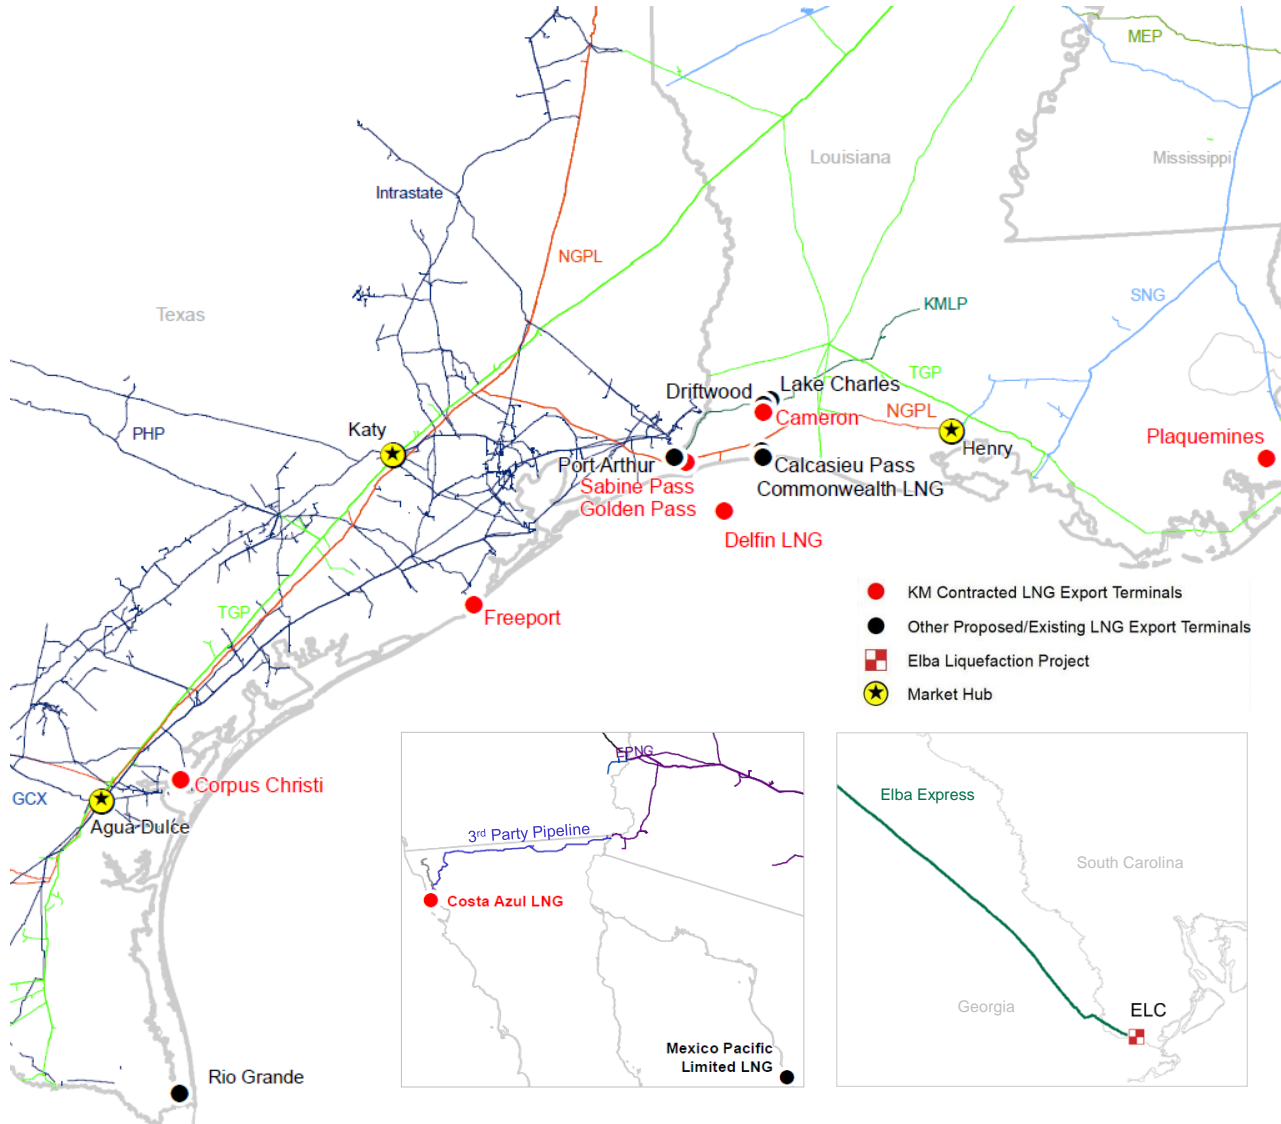 MEP
Louisiana
Mississippi
Intrastate
NGPL
SNG
KMLP
Texas
TGP
Lake Charles
Driftwood
Cameron
NGPL
PHP
Katy
Henry
Plaquemines
Port Arthur
Calcasieu Pass
Sabine Pass
Commonwealth LNG
Golden Pass
Delfin LNG
TGP
Freeport
KM Contracted LNG Export Terminals
Other Proposed/Existing LNG Export Terminals
Elba Liquefaction Project
Market Hub
Corpus Christi
GCX
Agua Dulce
Rio Grande
EPNG
3rd Party Pipeline
Costa Azul LNG
Mexico Pacific
Limited LNG
Elba Express
South Carolina
Georgia
ELC